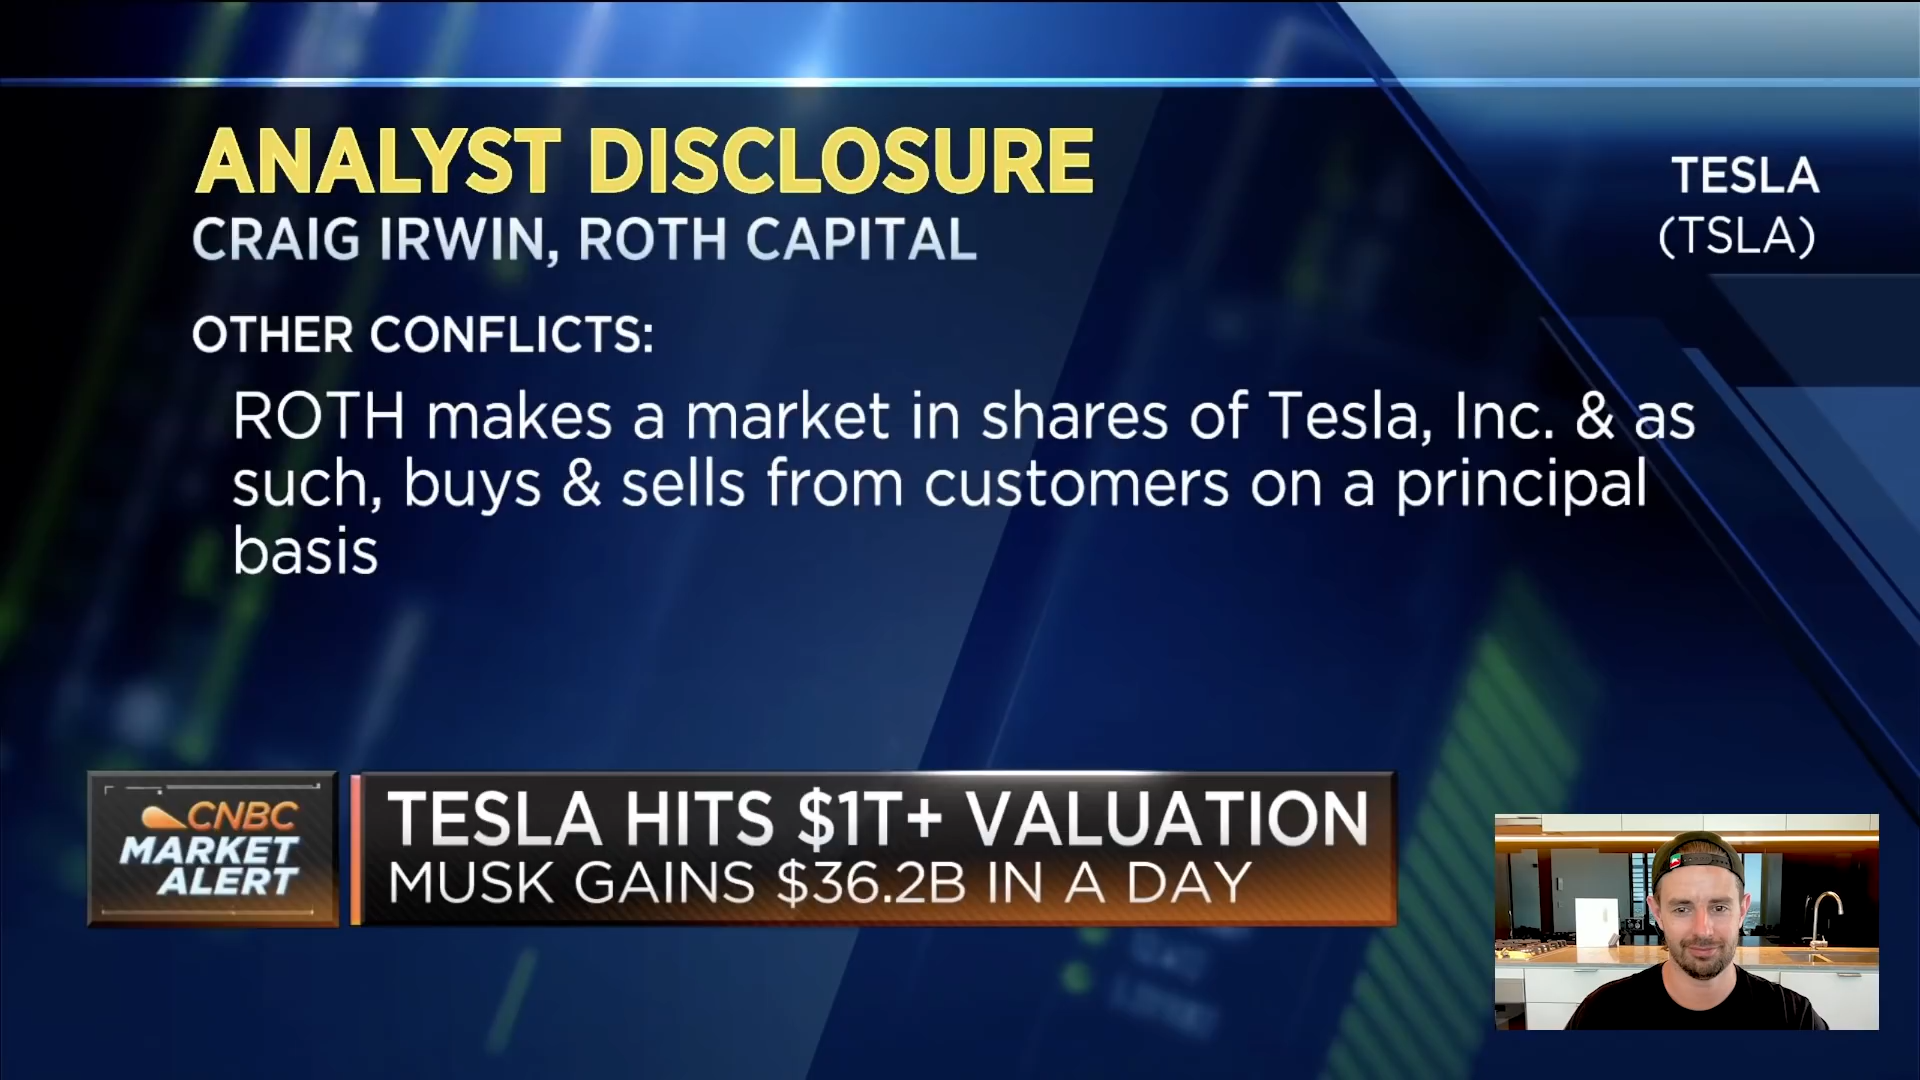 ANALYST DISCLOSURE
CRAIG IRWIN, ROTH CAPITAL
TESLA
(TSLA)
OTHER CONFLICTS:
ROTH makes a market in shares of Tesla, Inc. & as
such, buys & sells from customers on a principal
basis
CNBC
MARKET
ALERT
TESLA HITS $1T+ VALUATION
MUSK GAINS $36.2B IN A DAY